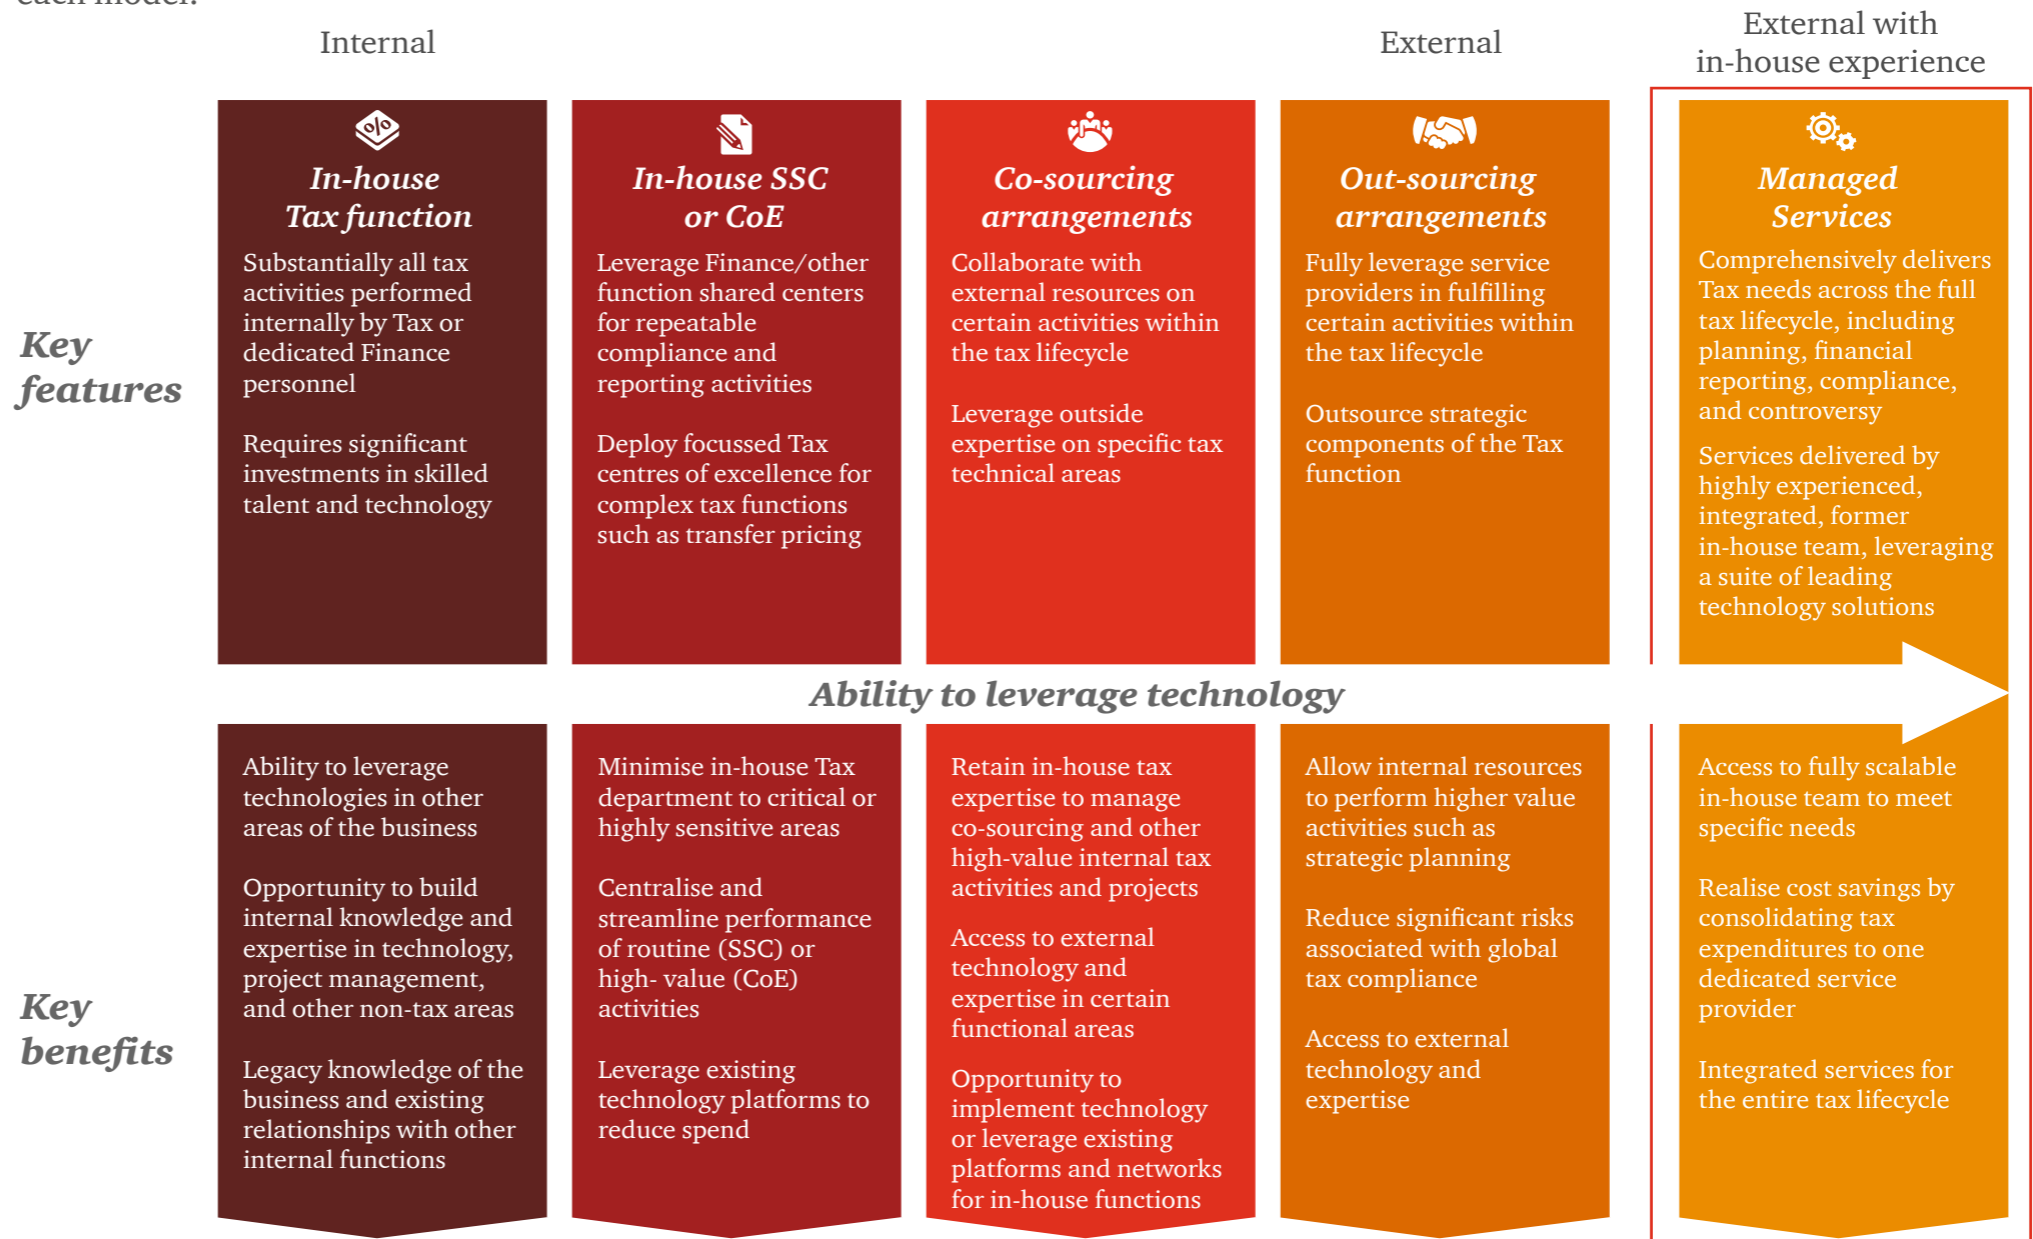 each model.
Internal
External
External with
in-house experience
In-house
Tax function
Substantially all tax
activities performed
internally by Tax or
dedicated Finance
personnel
Requires significant
investments in skilled
talent and technology
In-house SSC
or CoE
Leverage Finance/other
function shared centers
for repeatable
compliance and
reporting activities
Deploy focussed Tax
centres of excellence for
complex tax functions
such as transfer pricing
Co-sourcing
arrangements
Collaborate with
external resources on
certain activities within
the tax lifecycle
Leverage outside
expertise on specific tax
technical areas
Out-sourcing
arrangements
Fully leverage service
providers in fulfilling
certain activities within
the tax lifecycle
Outsource strategic
components of the Tax
function
Managed
Services
Comprehensively delivers
Tax needs across the full
tax lifecycle, including
planning, financial
reporting, compliance,
and controversy
Services delivered by
highly experienced,
integrated, former
in-house team, leveraging
a suite of leading
technology solutions
Key
features
Ability to leverage technology
Key
benefits
Ability to leverage
technologies in other
areas of the business
Opportunity to build
internal knowledge and
expertise in technology,
project management,
and other non-tax areas
Legacy knowledge of the
business and existing
relationships with other
internal functions
Minimise in-house Tax
department to critical or
highly sensitive areas
Centralise and
streamline performance
of routine (SSC) or
high- value (CoE)
activities
Leverage existing
technology platforms to
reduce spend
Retain in-house tax
expertise to manage
co-sourcing and other
high-value internal tax
activities and projects
Access to external
technology and
expertise in certain
functional areas
Opportunity to
implement technology
or leverage existing
platforms and networks
for in-house functions
Allow internal resources
to perform higher value
activities such as
strategic planning
Reduce significant risks
associated with global
tax compliance
Access to external
technology and
expertise
Access to fully scalable
in-house team to meet
specific needs
Realise cost savings by
consolidating tax
expenditures to one
dedicated service
provider
Integrated services for
the entire tax lifecycle